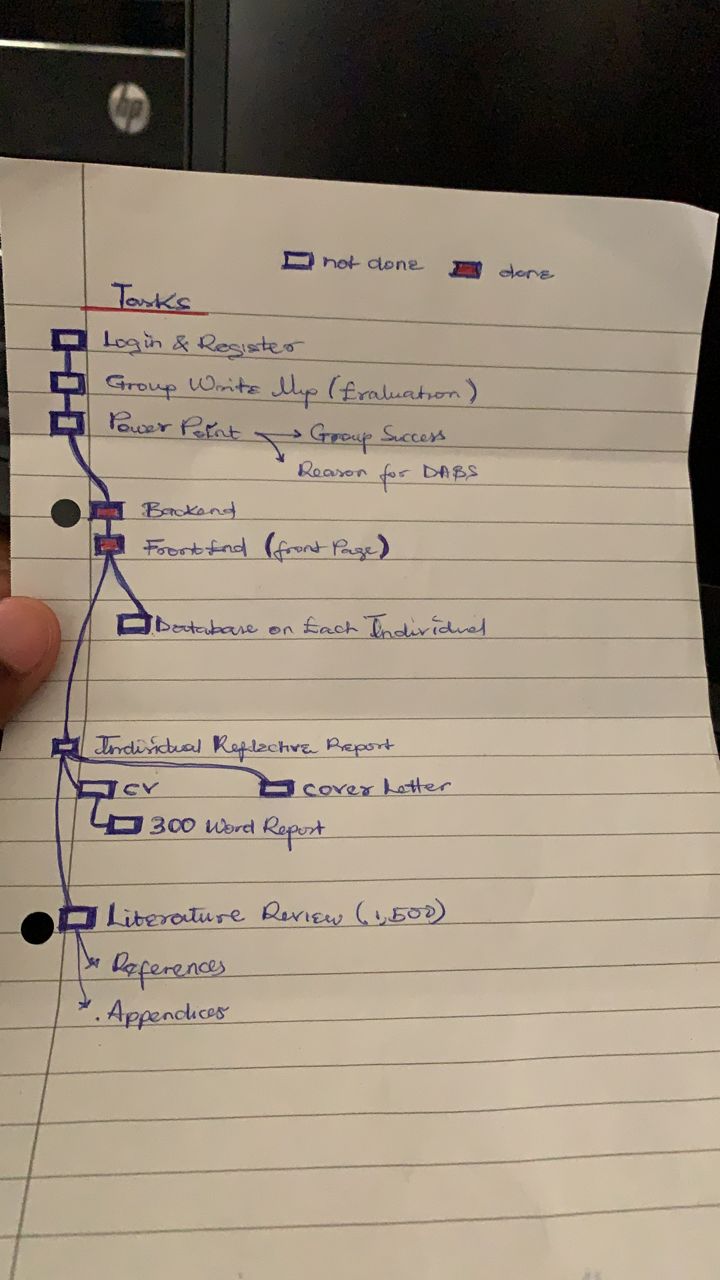 hp
not done done
Tasks
Login & Register
Group Write Up (Evaluation)
Power Point → Group Success
Reason for DABS
Backend
FrontEnd (front Page)
Database on Each Individual
Individual Reflective Report
CV cover Letter
300 Word Report
Literature Review (1,500)
References
. Appendices